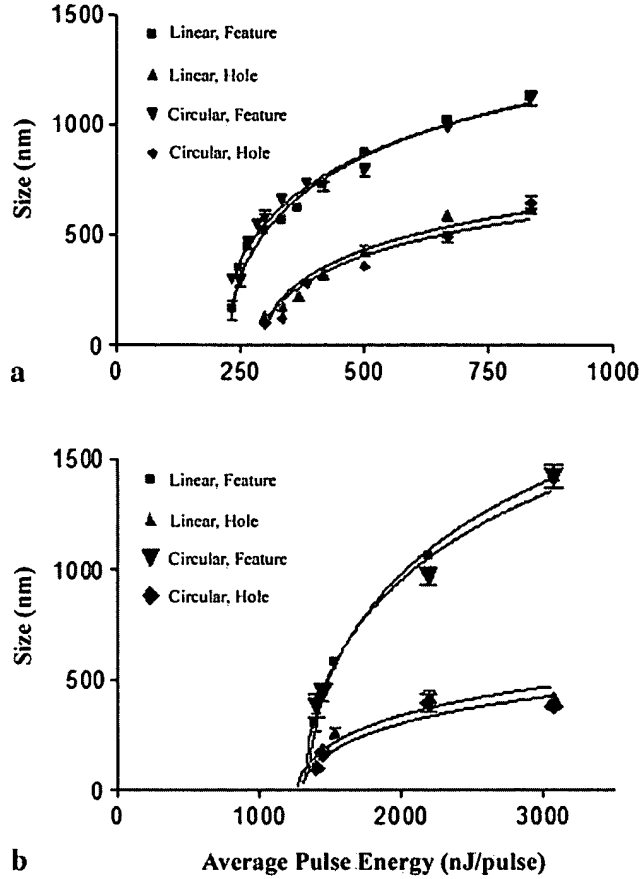 1500
1000
500
0
Size (nm)
Linear, Feature
Linear, Hole
Circular, Feature
Circular, Hole
0 250 500 750 1000
a
1500
1000
500
0
Size (nm)
Linear, Feature
Linear, Hole
Circular, Feature
Circular, Hole
0 1000 2000 3000
b
Average Pulse Energy (nJ/pulse)